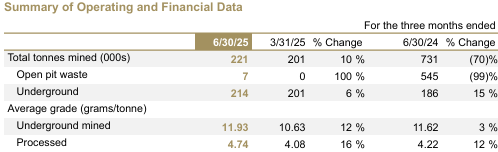 Summary of Operating and Financial Data
For the three months ended
6/30/25 3/31/25 % Change 6/30/24 % Change
Total tonnes mined (000s) 221 201 10 % 731 (70)%
Open pit waste 7 0 100 % 545 (99)%
Underground 214 201 6 % 186 15 %
Average grade (grams/tonne)
Underground mined 11.93 10.63 12 % 11.62 3 %
Processed 4.74 4.08 16 % 4.22 12 %